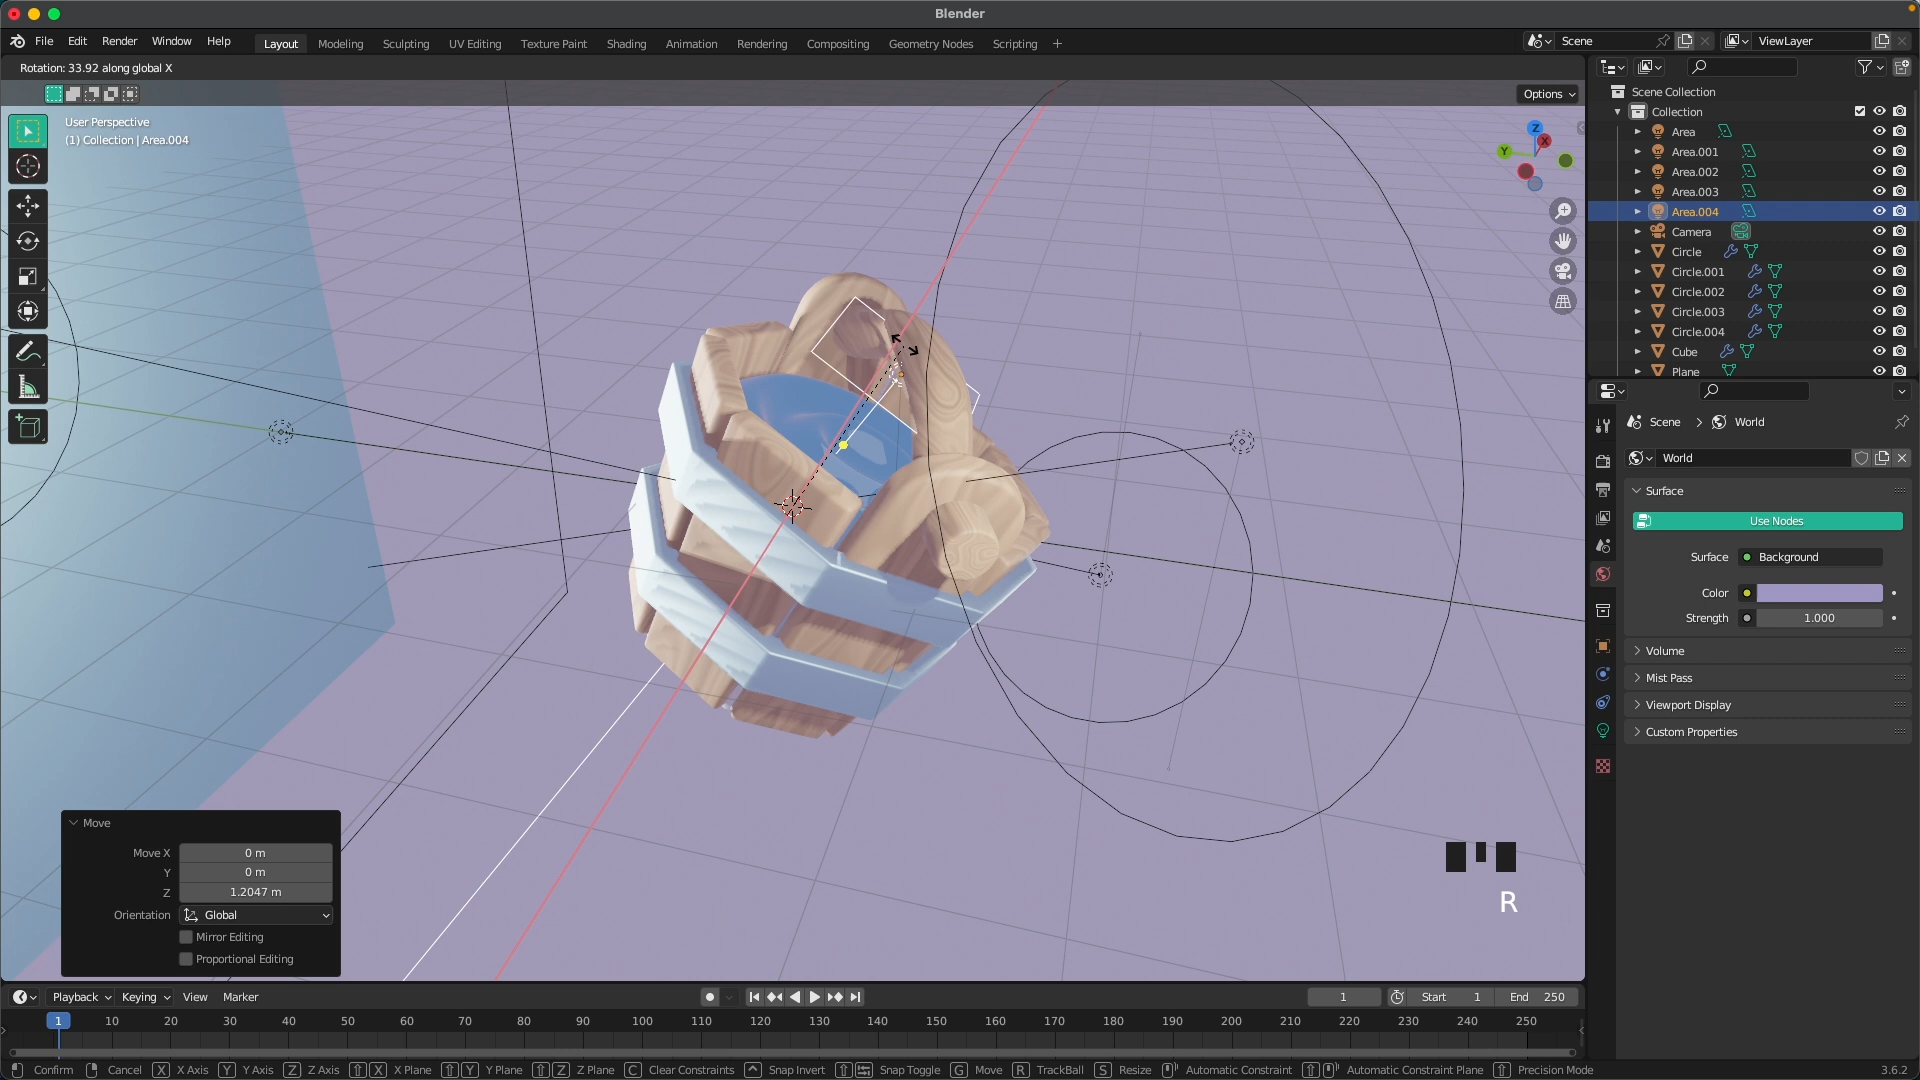 Blender
File Edit Render Window Help Layout Modeling Sculpting UV Editing Texture Paint Shading Animation Rendering Compositing Geometry Nodes Scripting + Scene ViewLayer
Rotation: 33.92 along global X
Options
User Perspective
(1) Collection | Area.004
Z
X
Y
Scene Collection
Collection
Area
Area.001
Area.002
Area.003
Area.004
Camera
Circle
Circle.001
Circle.002
Circle.003
Circle.004
Cube
Plane
Scene > World
World
Surface
Use Nodes
Surface Background
Color
Strength 1.000
Volume
Mist Pass
Viewport Display
Custom Properties
Move
Move X 0 m
Y 0 m
Z 1.2047 m
Orientation Global
Mirror Editing
Proportional Editing
R
Playback Keying View Marker 1 Start 1 End 250
1 10 20 30 40 50 60 70 80 90 100 110 120 130 140 150 160 170 180 190 200 210 220 230 240 250
Confirm Cancel X X Axis Y Y Axis Z Z Axis X X Plane Y Y Plane Z Z Plane C Clear Constraints Snap Invert Snap Toggle G Move R TrackBall S Resize Automatic Constraint Automatic Constraint Plane Precision Mode 3.6.2